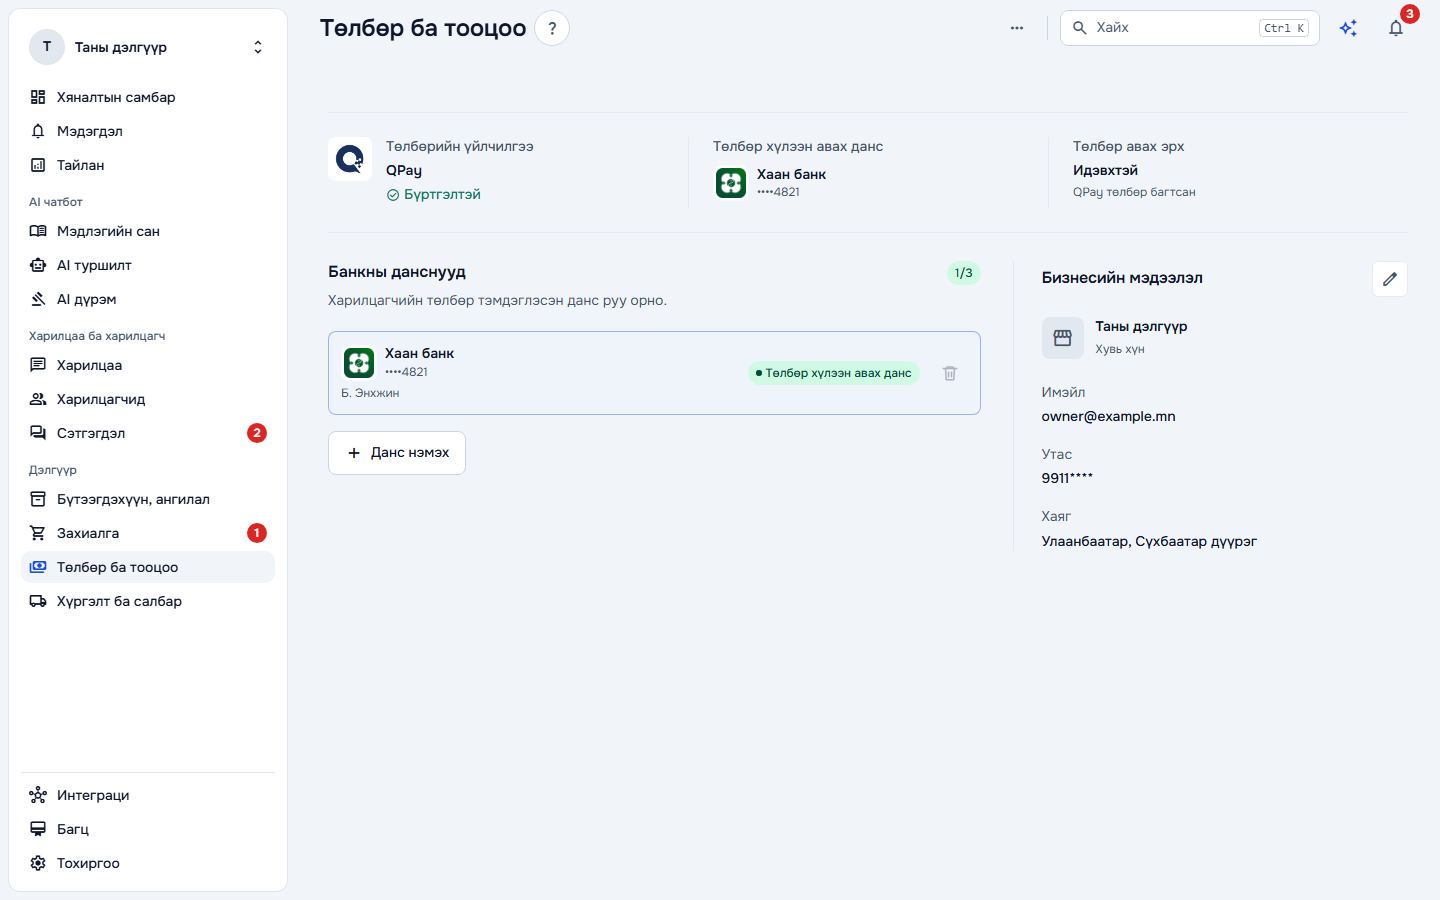 Т
Таны дэлгүүр
Хяналтын самбар
Мэдэгдэл
Тайлан
AI чатбот
Мэдлэгийн сан
AI туршилт
AI дүрэм
Харилцаа ба харилцагч
Харилцаа
Харилцагчид
Сэтгэгдэл 2
Дэлгүүр
Бүтээгдэхүүн, ангилал
Захиалга 1
Төлбөр ба тооцоо
Хүргэлт ба салбар
Интеграци
Багц
Тохиргоо
Төлбөр ба тооцоо ?
Хайх Ctrl K
3
Төлбөрийн үйлчилгээ
QPay
Бүртгэлтэй
Төлбөр хүлээн авах данс
Хаан банк
••••4821
Төлбөр авах эрх
Идэвхтэй
QPay төлбөр багтсан
Банкны данснууд 1/3
Харилцагчийн төлбөр тэмдэглэсэн данс руу орно.
Хаан банк
••••4821
Б. Энхжин
Төлбөр хүлээн авах данс
+ Данс нэмэх
Бизнесийн мэдээлэл
Таны дэлгүүр
Хувь хүн
Имэйл
owner@example.mn
Утас
9911****
Хаяг
Улаанбаатар, Сүхбаатар дүүрэг